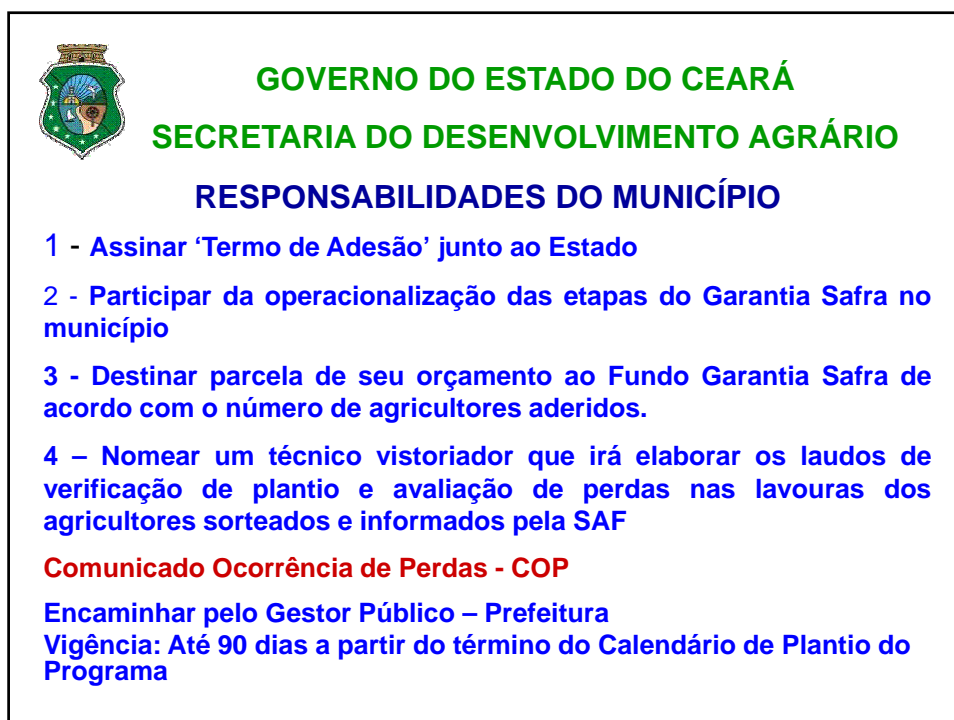 GOVERNO DO ESTADO DO CEARÁ
SECRETARIA DO DESENVOLVIMENTO AGRÁRIO
RESPONSABILIDADES DO MUNICÍPIO
1 - Assinar ‘Termo de Adesão’ junto ao Estado
2 - Participar da operacionalização das etapas do Garantia Safra no
município
3 - Destinar parcela de seu orçamento ao Fundo Garantia Safra de
acordo com o número de agricultores aderidos.
4 – Nomear um técnico vistoriador que irá elaborar os laudos de
verificação de plantio e avaliação de perdas nas lavouras dos
agricultores sorteados e informados pela SAF
Comunicado Ocorrência de Perdas - COP
Encaminhar pelo Gestor Público – Prefeitura
Vigência: Até 90 dias a partir do término do Calendário de Plantio do
Programa